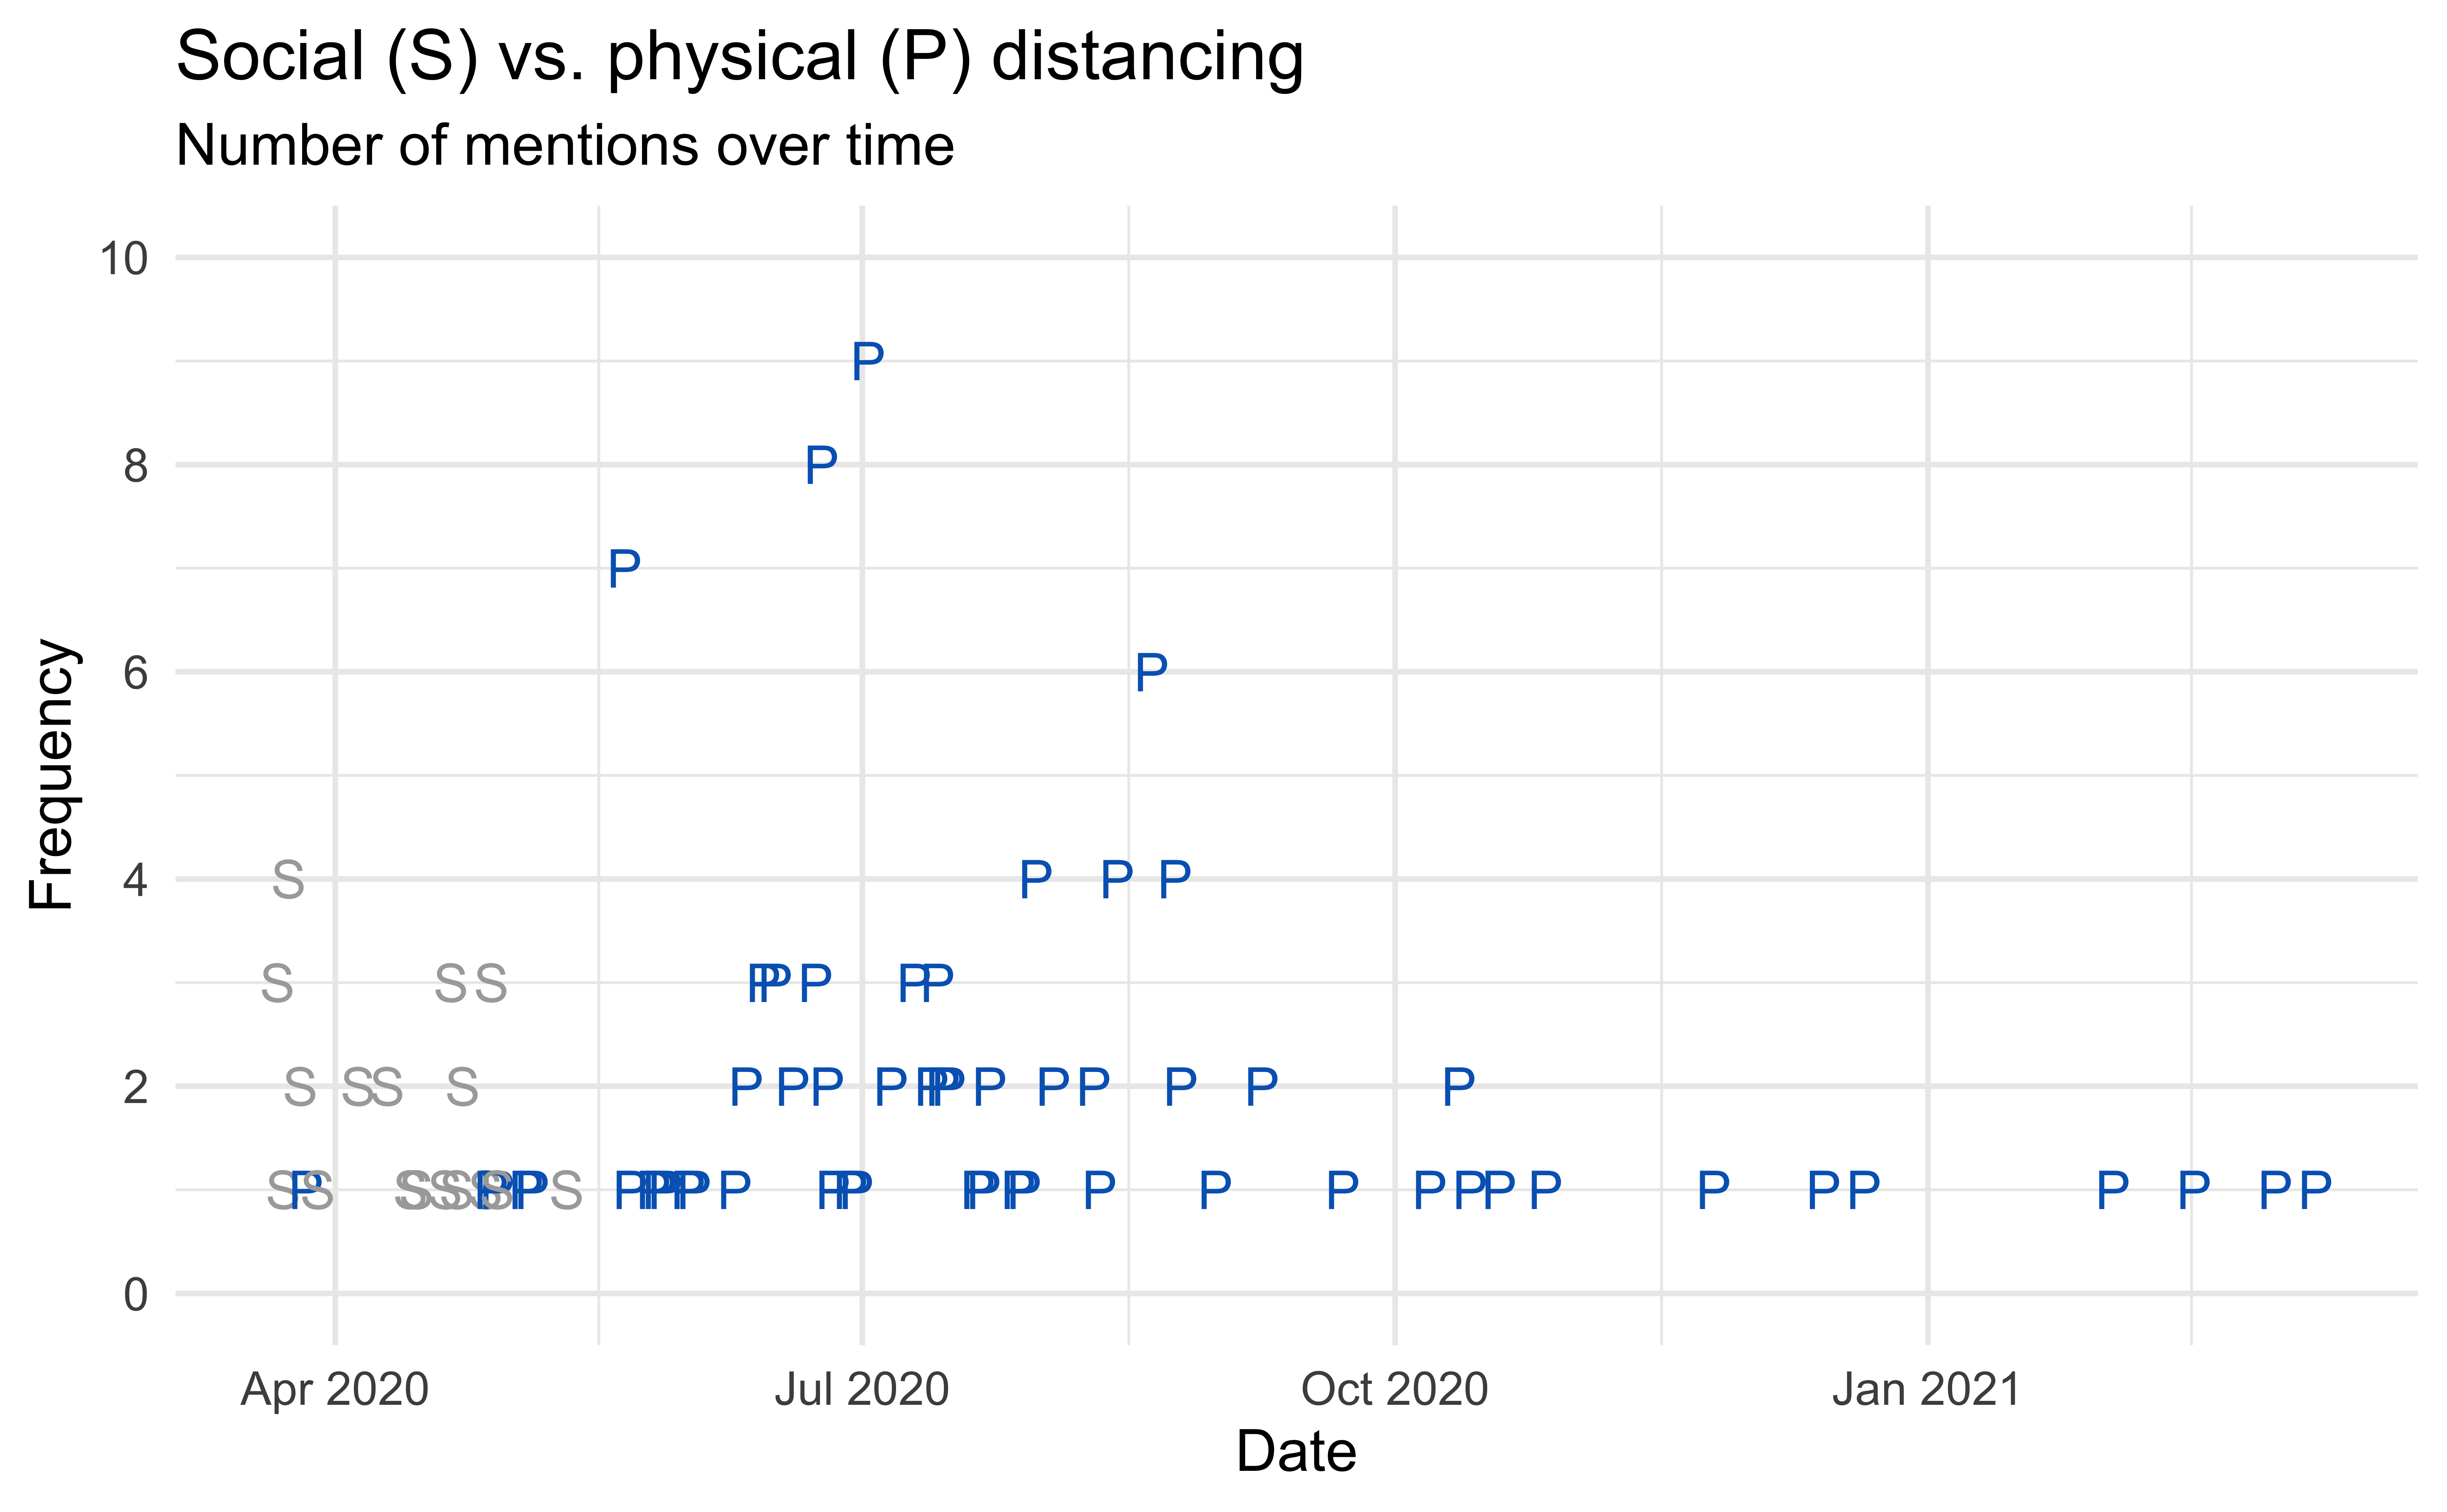 Social (S) vs. physical (P) distancing
Number of mentions over time
10
P
8 P
P
6 P
Frequency
4 S P P P
S S S P P P P P
2 S S S S P P P P P P P P P P P P P P
S P S S S S S S S P P P P S P P P P P P P P P P P P P P P P P P P P P P P P P P P P
0
Apr 2020 Jul 2020 Oct 2020 Jan 2021
Date